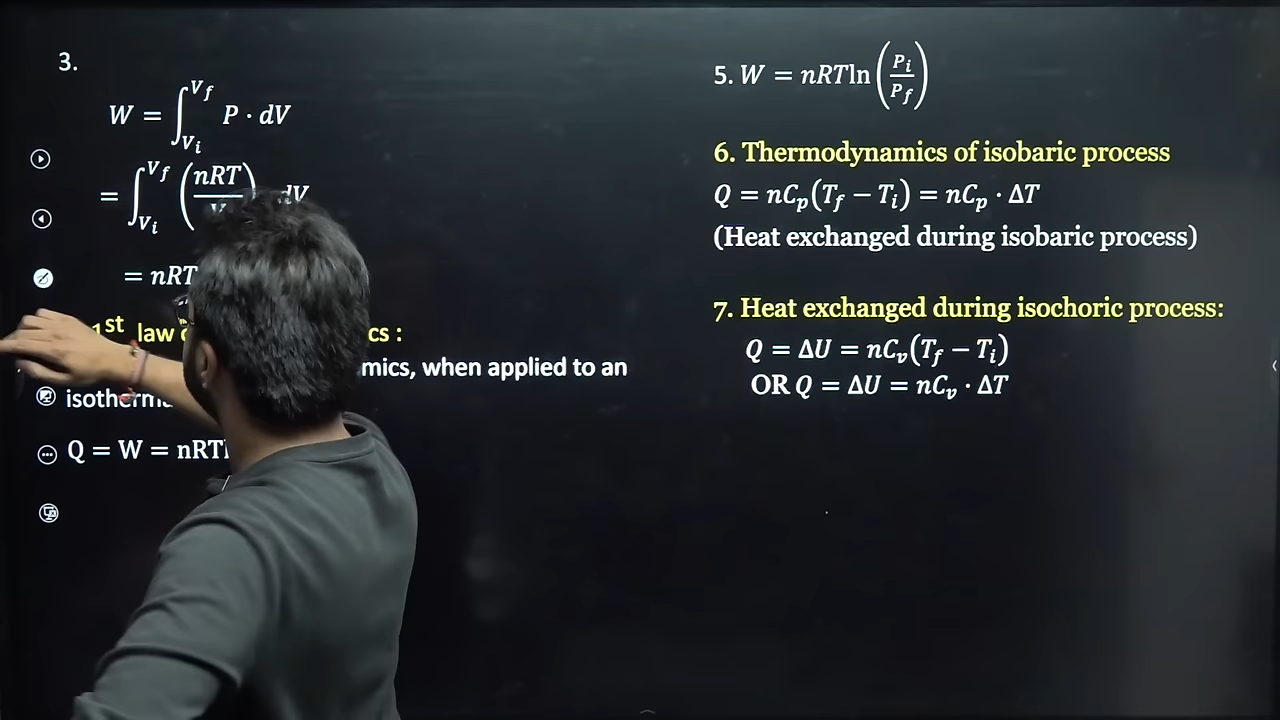 3.
W = ∫_{V_i}^{V_f} P · dV
= ∫_{V_i}^{V_f} (nRT/V) dV
= nRT
1st law cs :
mics, when applied to an
Q = W = nRT
5. W = nRT ln (P_i/P_f)
6. Thermodynamics of isobaric process
Q = nC_p(T_f − T_i) = nC_p · ΔT
(Heat exchanged during isobaric process)
7. Heat exchanged during isochoric process:
Q = ΔU = nC_v(T_f − T_i)
OR Q = ΔU = nC_v · ΔT